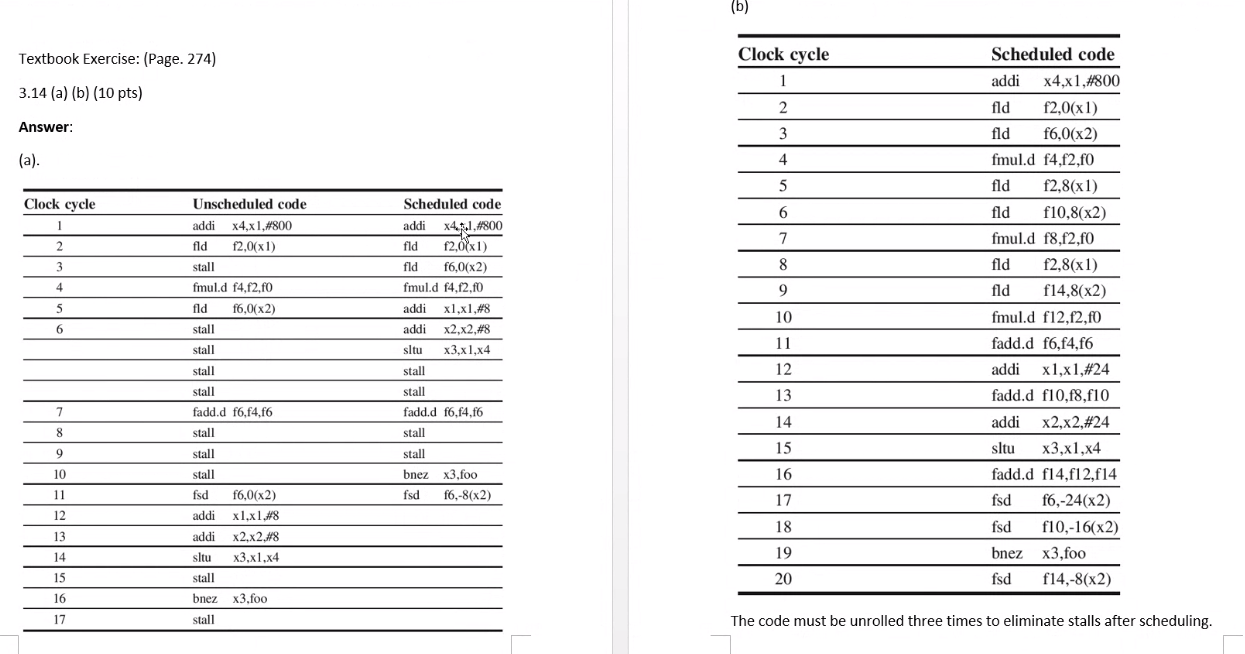 Textbook Exercise: (Page. 274)
3.14 (a) (b) (10 pts)
Answer:
(a).
Clock cycle Unscheduled code Scheduled code
1 addi x4,x1,#800 addi x4,x1,#800
2 fld f2,0(x1) fld f2,0(x1)
3 stall fld f6,0(x2)
4 fmul.d f4,f2,f0 fmul.d f4,f2,f0
5 fld f6,0(x2) addi x1,x1,#8
6 stall addi x2,x2,#8
stall sltu x3,x1,x4
stall stall
stall stall
7 fadd.d f6,f4,f6 fadd.d f6,f4,f6
8 stall stall
9 stall stall
10 stall bnez x3,foo
11 fsd f6,0(x2) fsd f6,-8(x2)
12 addi x1,x1,#8
13 addi x2,x2,#8
14 sltu x3,x1,x4
15 stall
16 bnez x3,foo
17 stall
(b)
Clock cycle Scheduled code
1 addi x4,x1,#800
2 fld f2,0(x1)
3 fld f6,0(x2)
4 fmul.d f4,f2,f0
5 fld f2,8(x1)
6 fld f10,8(x2)
7 fmul.d f8,f2,f0
8 fld f2,8(x1)
9 fld f14,8(x2)
10 fmul.d f12,f2,f0
11 fadd.d f6,f4,f6
12 addi x1,x1,#24
13 fadd.d f10,f8,f10
14 addi x2,x2,#24
15 sltu x3,x1,x4
16 fadd.d f14,f12,f14
17 fsd f6,-24(x2)
18 fsd f10,-16(x2)
19 bnez x3,foo
20 fsd f14,-8(x2)
The code must be unrolled three times to eliminate stalls after scheduling.